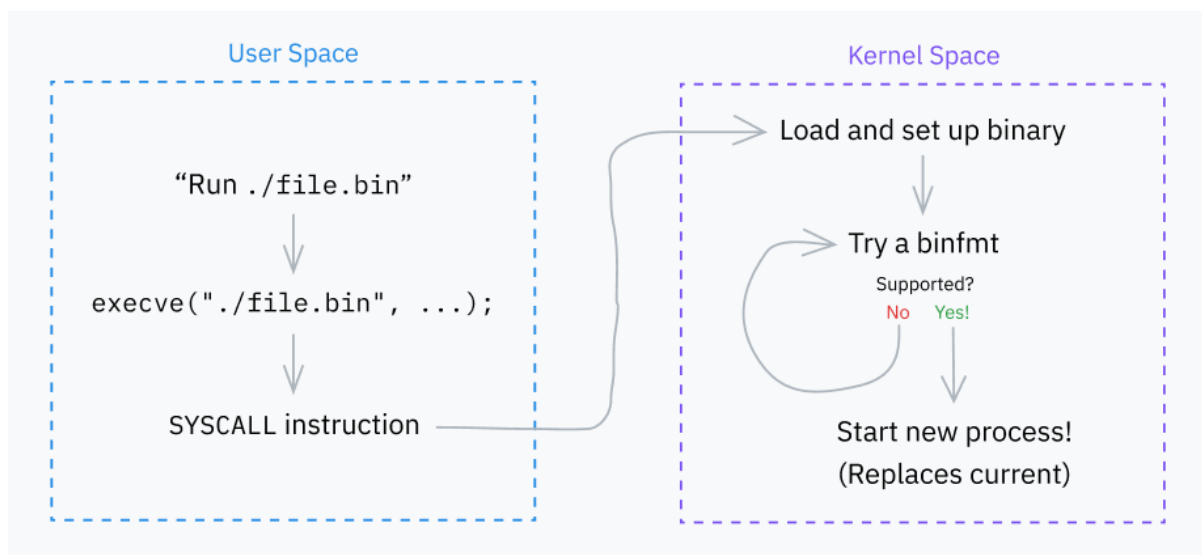 User Space
“Run ./file.bin”
execve("./file.bin", ...);
SYSCALL instruction
Kernel Space
Load and set up binary
Try a binfmt
Supported?
No Yes!
Start new process!
(Replaces current)